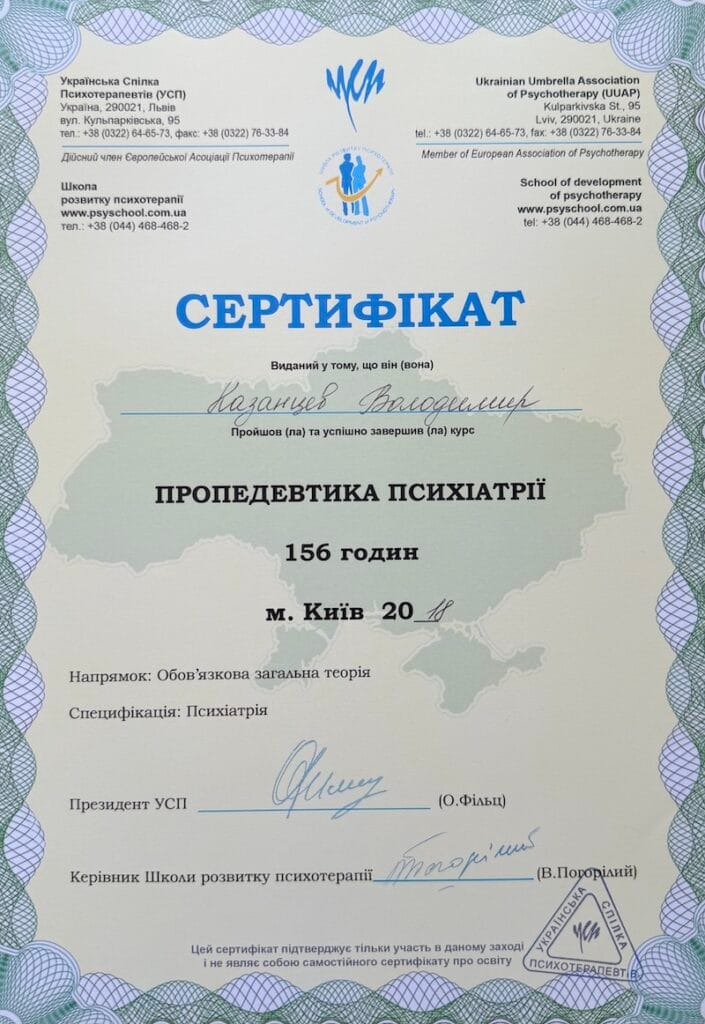 Українська Спілка
Психотерапевтів (УСП)
Україна, 290021, Львів
вул. Кульпарківська, 95
тел.: +38 (0322) 64-65-73, факс: +38 (0322) 76-33-84
Дійсний член Європейської Асоціації Психотерапії
Школа
розвитку психотерапії
www.psyschool.com.ua
тел.: +38 (044) 468-468-2
УСП
Ukrainian Umbrella Association
of Psychotherapy (UUAP)
Kulparkivska St., 95
Lviv, 290021, Ukraine
tel.: +38 (0322) 64-65-73, fax: +38 (0322) 76-33-84
Member of European Association of Psychotherapy
School of development
of psychotherapy
www.psyschool.com.ua
tel: +38 (044) 468-468-2
СЕРТИФІКАТ
Виданий у тому, що він (вона)
Казанцев Володимир
Пройшов (ла) та успішно завершив (ла) курс
ПРОПЕДЕВТИКА ПСИХІАТРІЇ
156 годин
м. Київ 2018
Напрямок: Обов'язкова загальна теорія
Специфікація: Психіатрія
Президент УСП (О.Фільц)
Керівник Школи розвитку психотерапії Погорілий (В.Погорілий)
Цей сертифікат підтверджує тільки участь в даному заході
і не являє собою самостійного сертифікату про освіту
УКРАЇНСЬКА СПІЛКА ПСИХОТЕРАПЕВТІВ
УСП